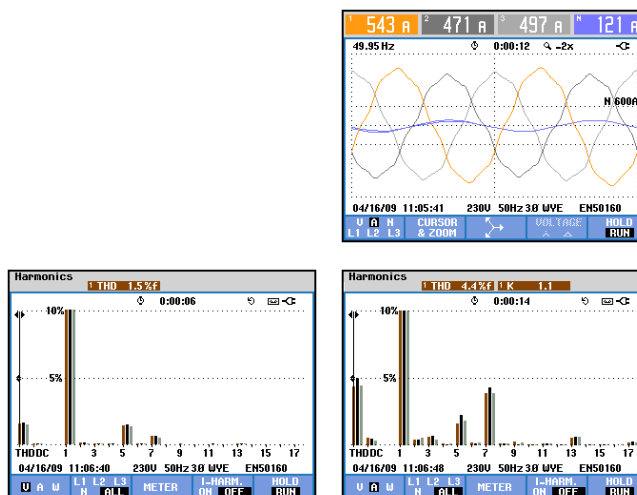 1 543 A 2 471 A 3 497 A N 121 A
49.95 Hz 0:00:12 -2x
N 600A
04/16/09 11:05:41 230V 50Hz 3Ø WYE EN50160
V A N
L1 L2 L3
CURSOR
& ZOOM
VOLTAGE
HOLD
RUN
Harmonics
1 THD 1.5%f
0:00:06
10%
5%
THDDC 1 3 5 7 9 11 13 15 17
04/16/09 11:06:40 230V 50Hz 3Ø WYE EN50160
V A W
L1 L2 L3
N ALL
METER
I-HARM.
ON OFF
HOLD
RUN
Harmonics
1 THD 4.4%f 1 K 1.1
0:00:14
10%
5%
THDDC 1 3 5 7 9 11 13 15 17
04/16/09 11:06:48 230V 50Hz 3Ø WYE EN50160
V A W
L1 L2 L3
N ALL
METER
I-HARM.
ON OFF
HOLD
RUN